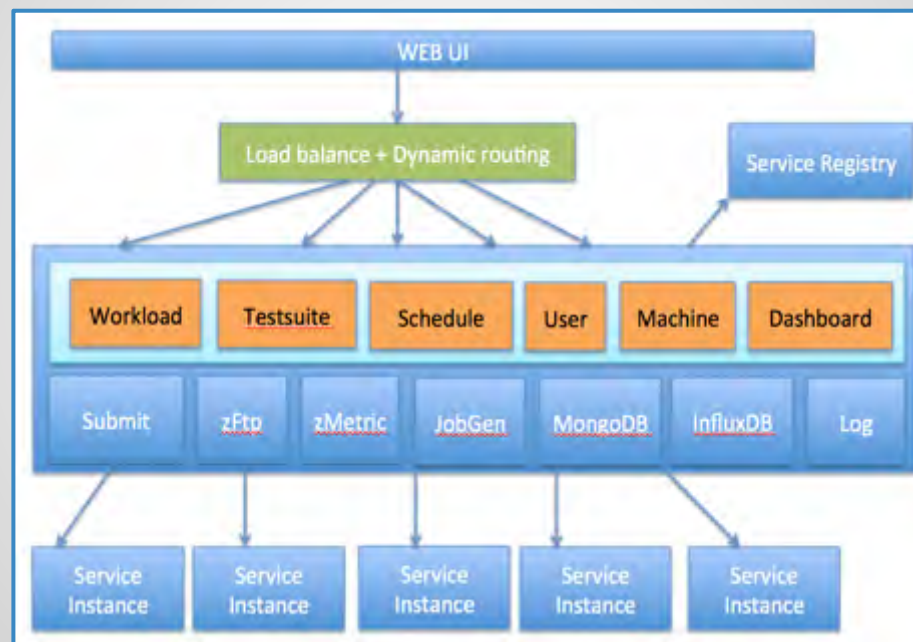 WEB UI
Load balance + Dynamic routing
Service Registry
Workload
Testsuite
Schedule
User
Machine
Dashboard
Submit
zFtp
zMetric
JobGen
MongoDB
InfluxDB
Log
Service
Instance
Service
Instance
Service
Instance
Service
Instance
Service
Instance